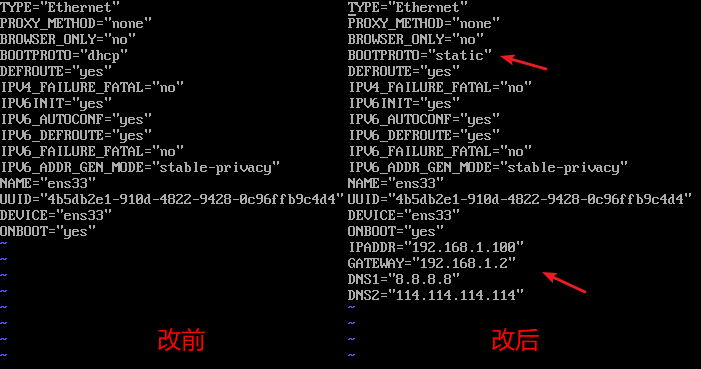 TYPE="Ethernet"
PROXY_METHOD="none"
BROWSER_ONLY="no"
BOOTPROTO="dhcp"
DEFROUTE="yes"
IPV4_FAILURE_FATAL="no"
IPV6INIT="yes"
IPV6_AUTOCONF="yes"
IPV6_DEFROUTE="yes"
IPV6_FAILURE_FATAL="no"
IPV6_ADDR_GEN_MODE="stable-privacy"
NAME="ens33"
UUID="4b5db2e1-910d-4822-9428-0c96ffb9c4d4"
DEVICE="ens33"
ONBOOT="yes"
~
~
~
~
~
~
~
~
改前
TYPE="Ethernet"
PROXY_METHOD="none"
BROWSER_ONLY="no"
BOOTPROTO="static"
DEFROUTE="yes"
IPV4_FAILURE_FATAL="no"
IPV6INIT="yes"
IPV6_AUTOCONF="yes"
IPV6_DEFROUTE="yes"
IPV6_FAILURE_FATAL="no"
IPV6_ADDR_GEN_MODE="stable-privacy"
NAME="ens33"
UUID="4b5db2e1-910d-4822-9428-0c96ffb9c4d4"
DEVICE="ens33"
ONBOOT="yes"
IPADDR="192.168.1.100"
GATEWAY="192.168.1.2"
DNS1="8.8.8.8"
DNS2="114.114.114.114"
~
~
~
~
改后